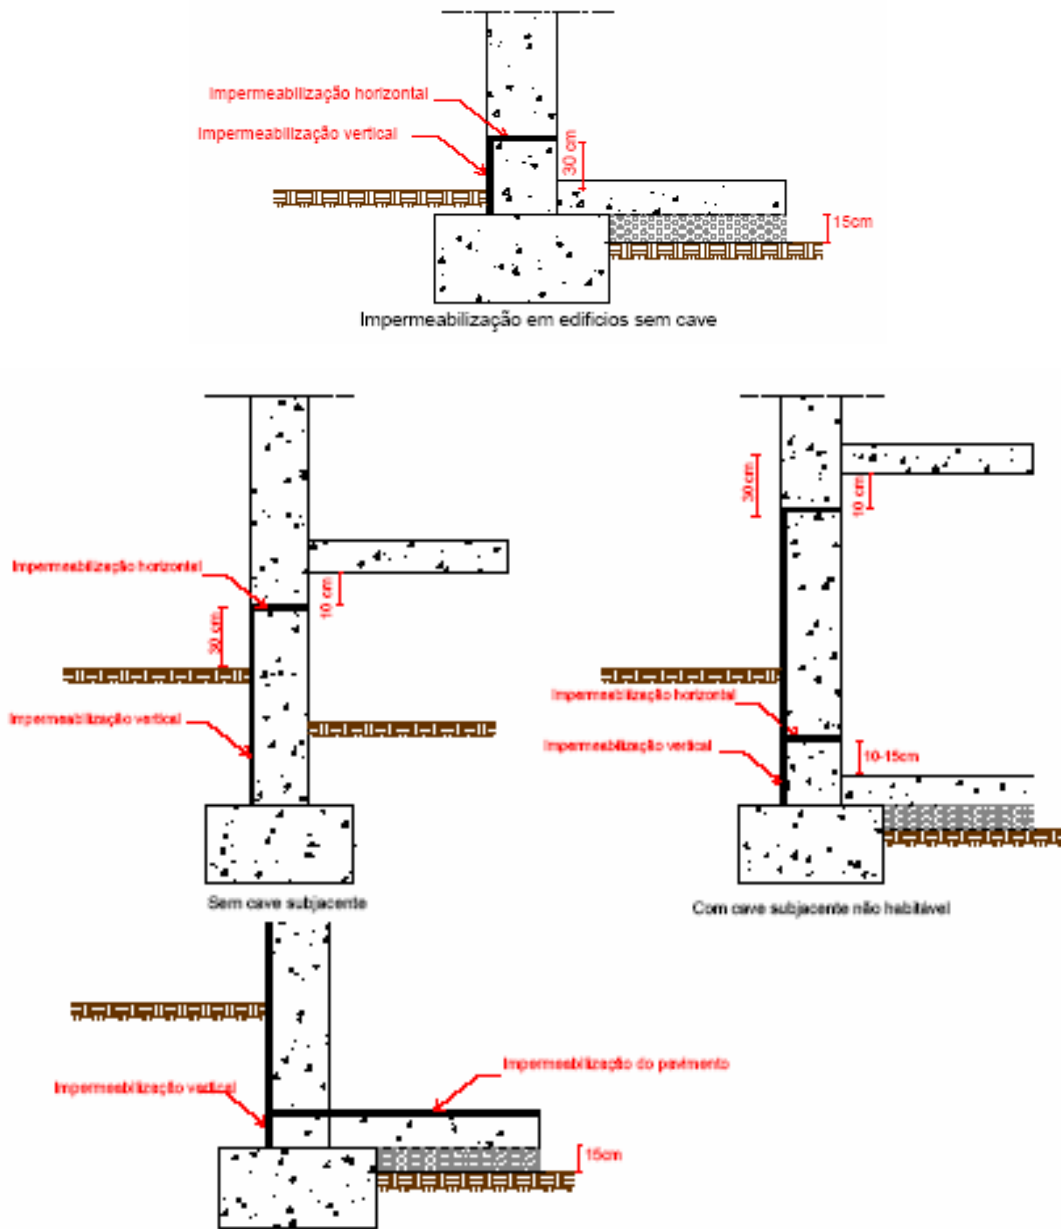 Impermeabilização horizontal
Impermeabilização vertical
30 cm
15cm
Impermeabilização em edifícios sem cave
Impermeabilização horizontal
10 cm
30 cm
Impermeabilização vertical
Sem cave subjacente
30cm
10 cm
Impermeabilização horizontal
Impermeabilização vertical
10-15cm
Com cave subjacente não habitável
Impermeabilização do pavimento
Impermeabilização vertical
15cm